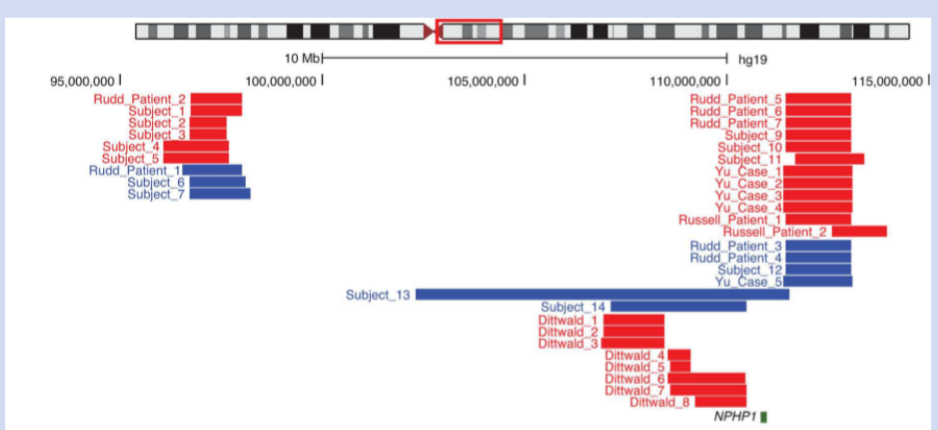 10 Mb hg19
95,000,000 100,000,000 105,000,000 110,000,000 115,000,000
Rudd_Patient_2
Subject_1
Subject_2
Subject_3
Subject_4
Subject_5
Rudd_Patient_1
Subject_6
Subject_7
Rudd_Patient_5
Rudd_Patient_6
Rudd_Patient_7
Subject_9
Subject_10
Subject_11
Yu_Case_1
Yu_Case_2
Yu_Case_3
Yu_Case_4
Russell_Patient_1
Russell_Patient_2
Rudd_Patient_3
Rudd_Patient_4
Subject_12
Yu_Case_5
Subject_13
Subject_14
Dittwald_1
Dittwald_2
Dittwald_3
Dittwald_4
Dittwald_5
Dittwald_6
Dittwald_7
Dittwald_8
NPHP1